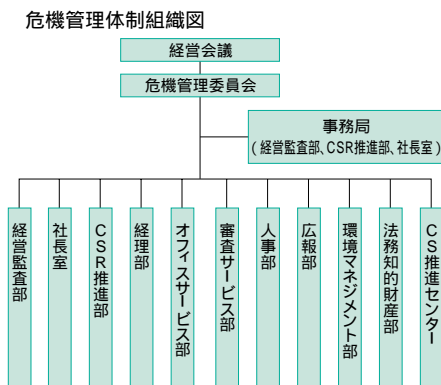 危機管理体制組織図
経営会議
危機管理委員会
事務局
（経営監査部、CSR推進部、社長室）
経営監査部
社長室
CSR推進部
経理部
オフィスサービス部
審査サービス部
人事部
広報部
環境マネジメント部
法務知的財産部
CS推進センター